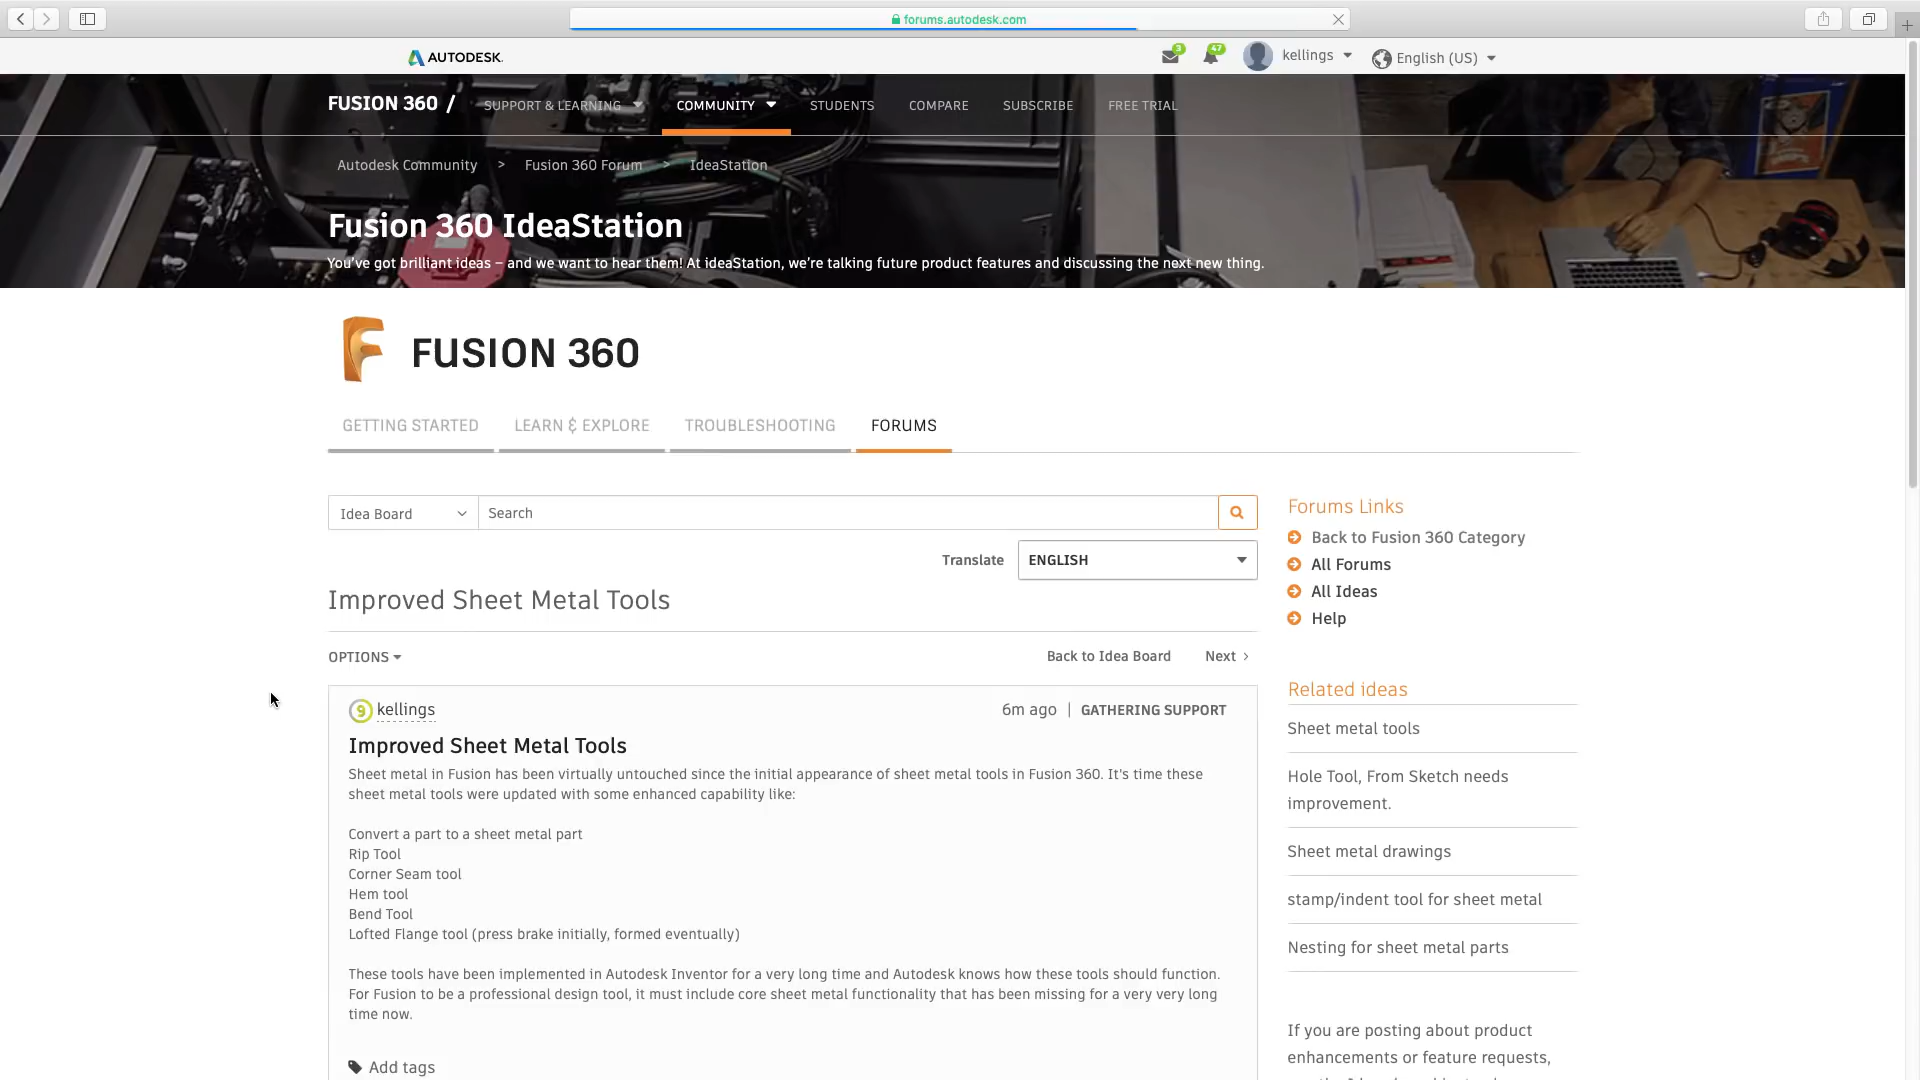 forums.autodesk.com
AUTODESK.
3
47
kellings
English (US)
FUSION 360 /
SUPPORT & LEARNING
COMMUNITY
STUDENTS
COMPARE
SUBSCRIBE
FREE TRIAL
Autodesk Community > Fusion 360 Forum > IdeaStation
Fusion 360 IdeaStation
You've got brilliant ideas – and we want to hear them! At ideaStation, we're talking future product features and discussing the next new thing.
FUSION 360
GETTING STARTED
LEARN & EXPLORE
TROUBLESHOOTING
FORUMS
Idea Board
Search
Translate
ENGLISH
Improved Sheet Metal Tools
OPTIONS
Back to Idea Board
Next >
kellings
6m ago | GATHERING SUPPORT
Improved Sheet Metal Tools
Sheet metal in Fusion has been virtually untouched since the initial appearance of sheet metal tools in Fusion 360. It's time these
sheet metal tools were updated with some enhanced capability like:
Convert a part to a sheet metal part
Rip Tool
Corner Seam tool
Hem tool
Bend Tool
Lofted Flange tool (press brake initially, formed eventually)
These tools have been implemented in Autodesk Inventor for a very long time and Autodesk knows how these tools should function.
For Fusion to be a professional design tool, it must include core sheet metal functionality that has been missing for a very very long
time now.
Add tags
Forums Links
Back to Fusion 360 Category
All Forums
All Ideas
Help
Related ideas
Sheet metal tools
Hole Tool, From Sketch needs
improvement.
Sheet metal drawings
stamp/indent tool for sheet metal
Nesting for sheet metal parts
If you are posting about product
enhancements or feature requests,